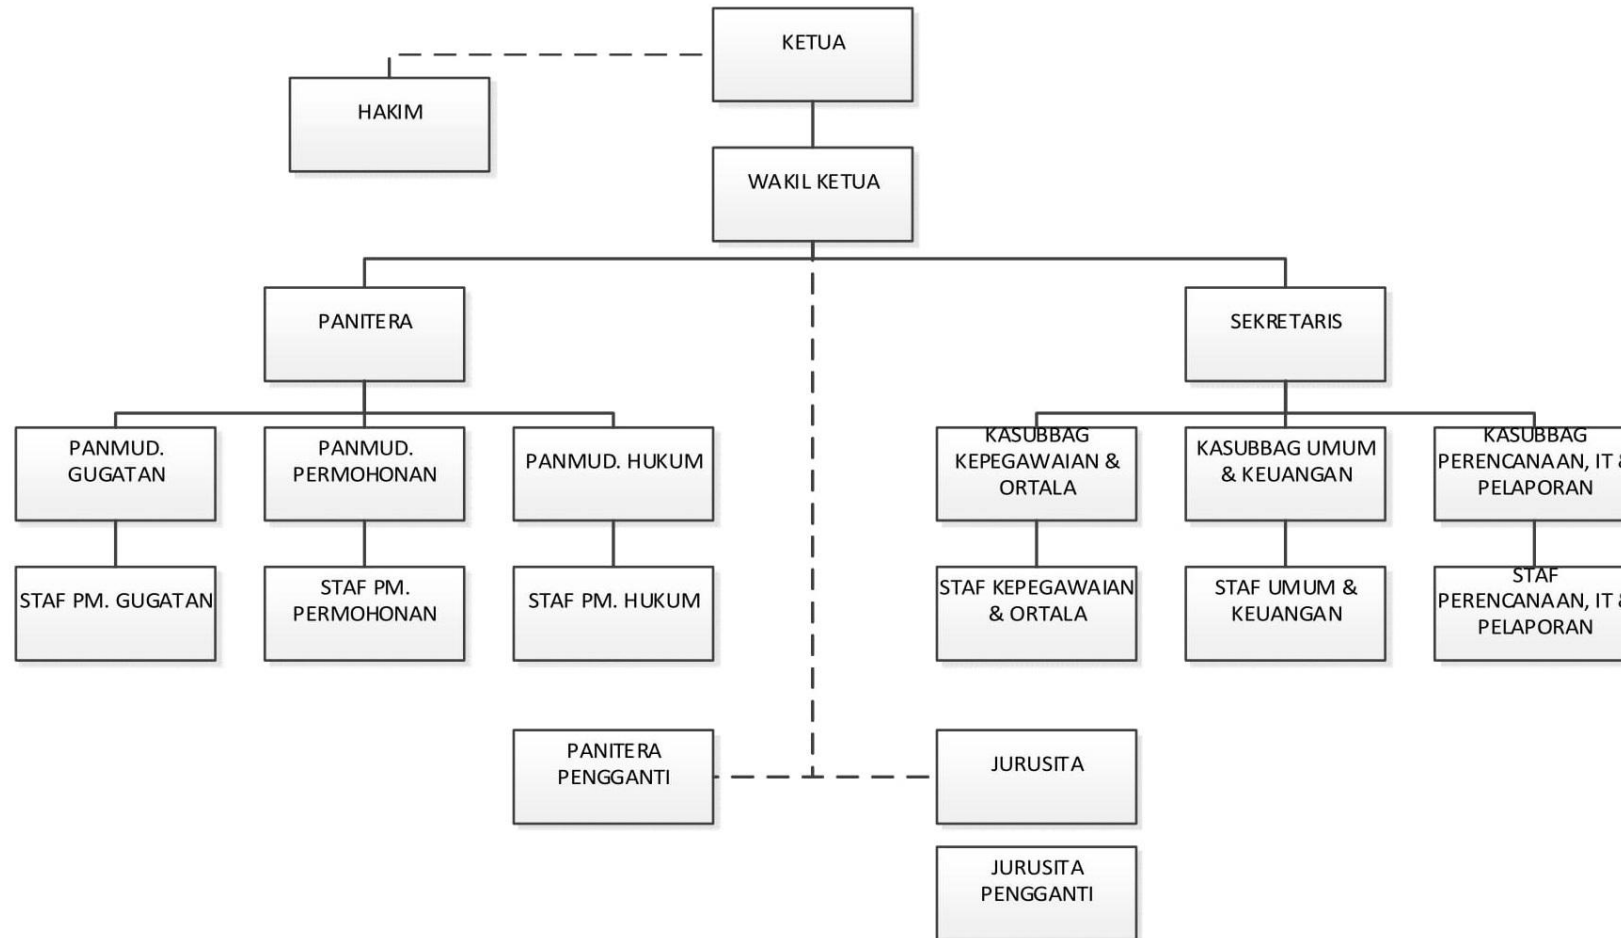 KETUA
HAKIM
WAKIL KETUA
PANITERA
SEKRETARIS
PANMUD.
GUGATAN
PANMUD.
PERMOHONAN
PANMUD. HUKUM
KASUBBAG
KEPEGAWAIAN &
ORTALA
KASUBBAG UMUM
& KEUANGAN
KASUBBAG
PERENCANAAN, IT &
PELAPORAN
STAF PM. GUGATAN
STAF PM.
PERMOHONAN
STAF PM. HUKUM
STAF KEPEGAWAIAN
& ORTALA
STAF UMUM &
KEUANGAN
STAF
PERENCANAAN, IT &
PELAPORAN
PANITERA
PENGGANTI
JURUSITA
JURUSITA
PENGGANTI